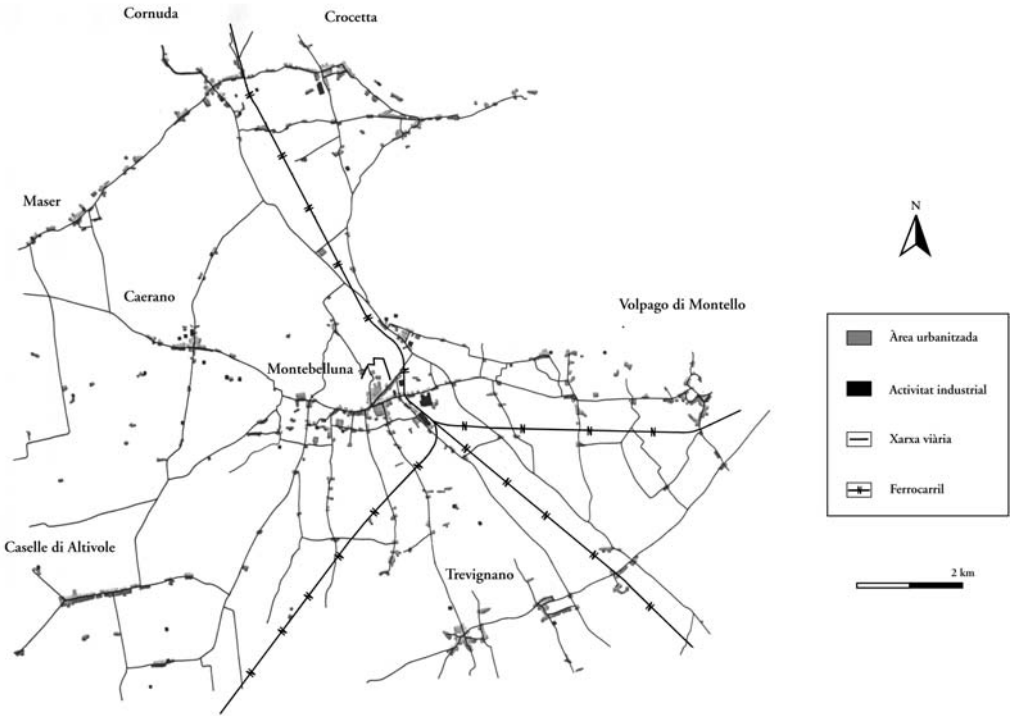 Cornuda
Crocetta
Maser
Caerano
Volpago di Montello
Montebelluna
Caselle di Altivole
Trevignano
N
Àrea urbanitzada
Activitat industrial
Xarxa viària
Ferrocarril
2 km